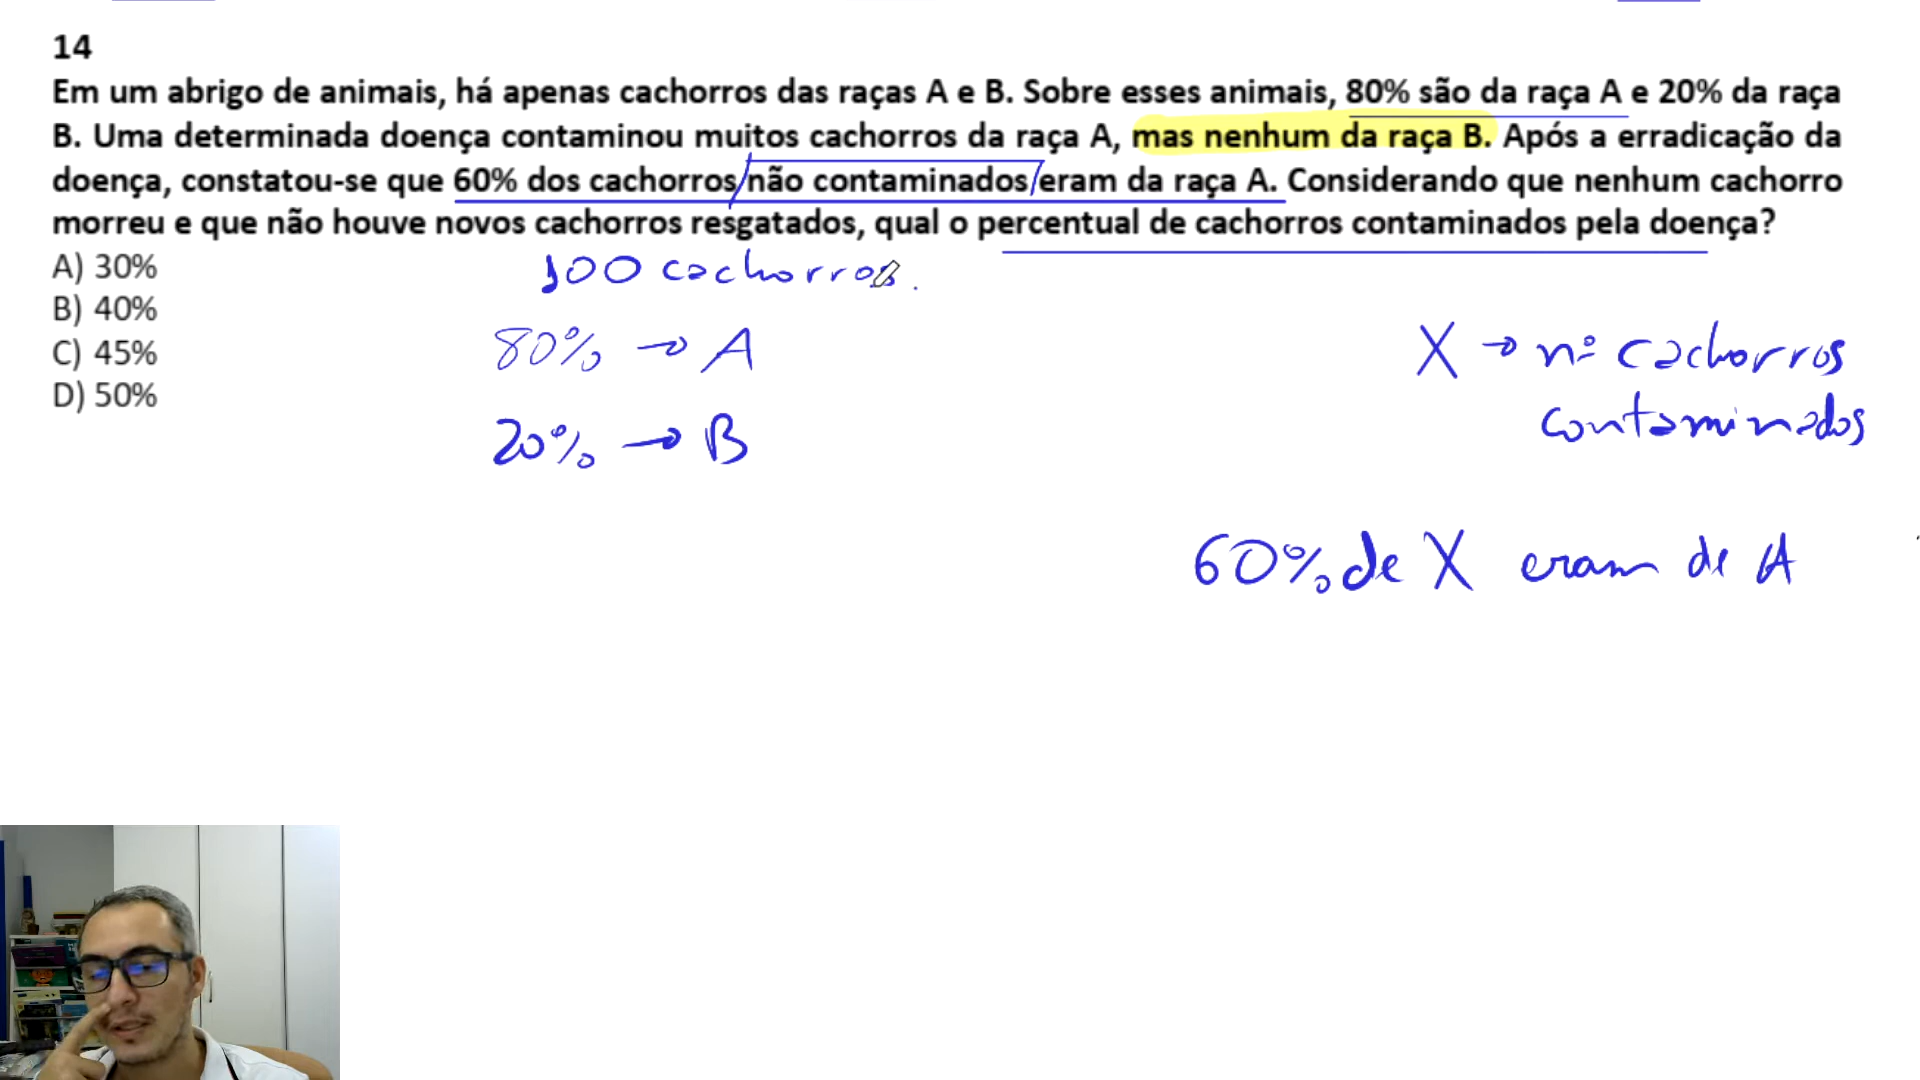 14
Em um abrigo de animais, há apenas cachorros das raças A e B. Sobre esses animais, 80% são da raça A e 20% da raça
B. Uma determinada doença contaminou muitos cachorros da raça A, mas nenhum da raça B. Após a erradicação da
doença, constatou-se que 60% dos cachorros não contaminados eram da raça A. Considerando que nenhum cachorro
morreu e que não houve novos cachorros resgatados, qual o percentual de cachorros contaminados pela doença?
A) 30%
B) 40%
C) 45%
D) 50%
100 cachorros.
80% → A
20% → B
X → nº cachorros
contaminados
60% de X eram de A